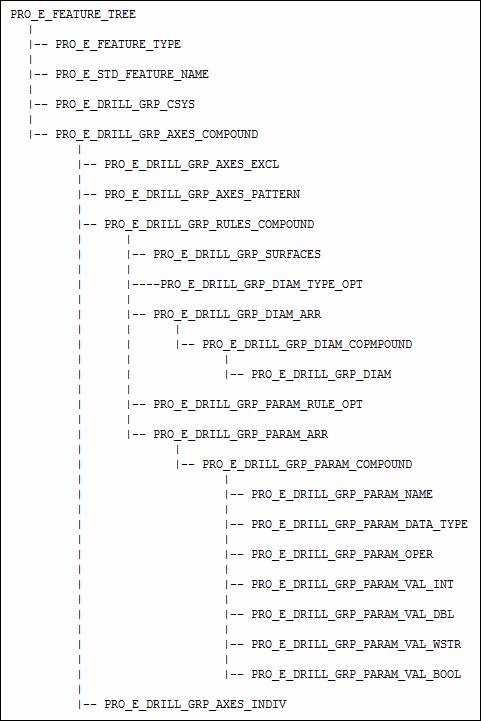 PRO_E_FEATURE_TREE
|-- PRO_E_FEATURE_TYPE
|-- PRO_E_STD_FEATURE_NAME
|-- PRO_E_DRILL_GRP_CSYS
|-- PRO_E_DRILL_GRP_AXES_COMPOUND
|-- PRO_E_DRILL_GRP_AXES_EXCL
|-- PRO_E_DRILL_GRP_AXES_PATTERN
|-- PRO_E_DRILL_GRP_RULES_COMPOUND
|-- PRO_E_DRILL_GRP_SURFACES
|----PRO_E_DRILL_GRP_DIAM_TYPE_OPT
|-- PRO_E_DRILL_GRP_DIAM_ARR
|-- PRO_E_DRILL_GRP_DIAM_COPMPOUND
|-- PRO_E_DRILL_GRP_DIAM
|-- PRO_E_DRILL_GRP_PARAM_RULE_OPT
|-- PRO_E_DRILL_GRP_PARAM_ARR
|-- PRO_E_DRILL_GRP_PARAM_COMPOUND
|-- PRO_E_DRILL_GRP_PARAM_NAME
|-- PRO_E_DRILL_GRP_PARAM_DATA_TYPE
|-- PRO_E_DRILL_GRP_PARAM_OPER
|-- PRO_E_DRILL_GRP_PARAM_VAL_INT
|-- PRO_E_DRILL_GRP_PARAM_VAL_DBL
|-- PRO_E_DRILL_GRP_PARAM_VAL_WSTR
|-- PRO_E_DRILL_GRP_PARAM_VAL_BOOL
|-- PRO_E_DRILL_GRP_AXES_INDIV